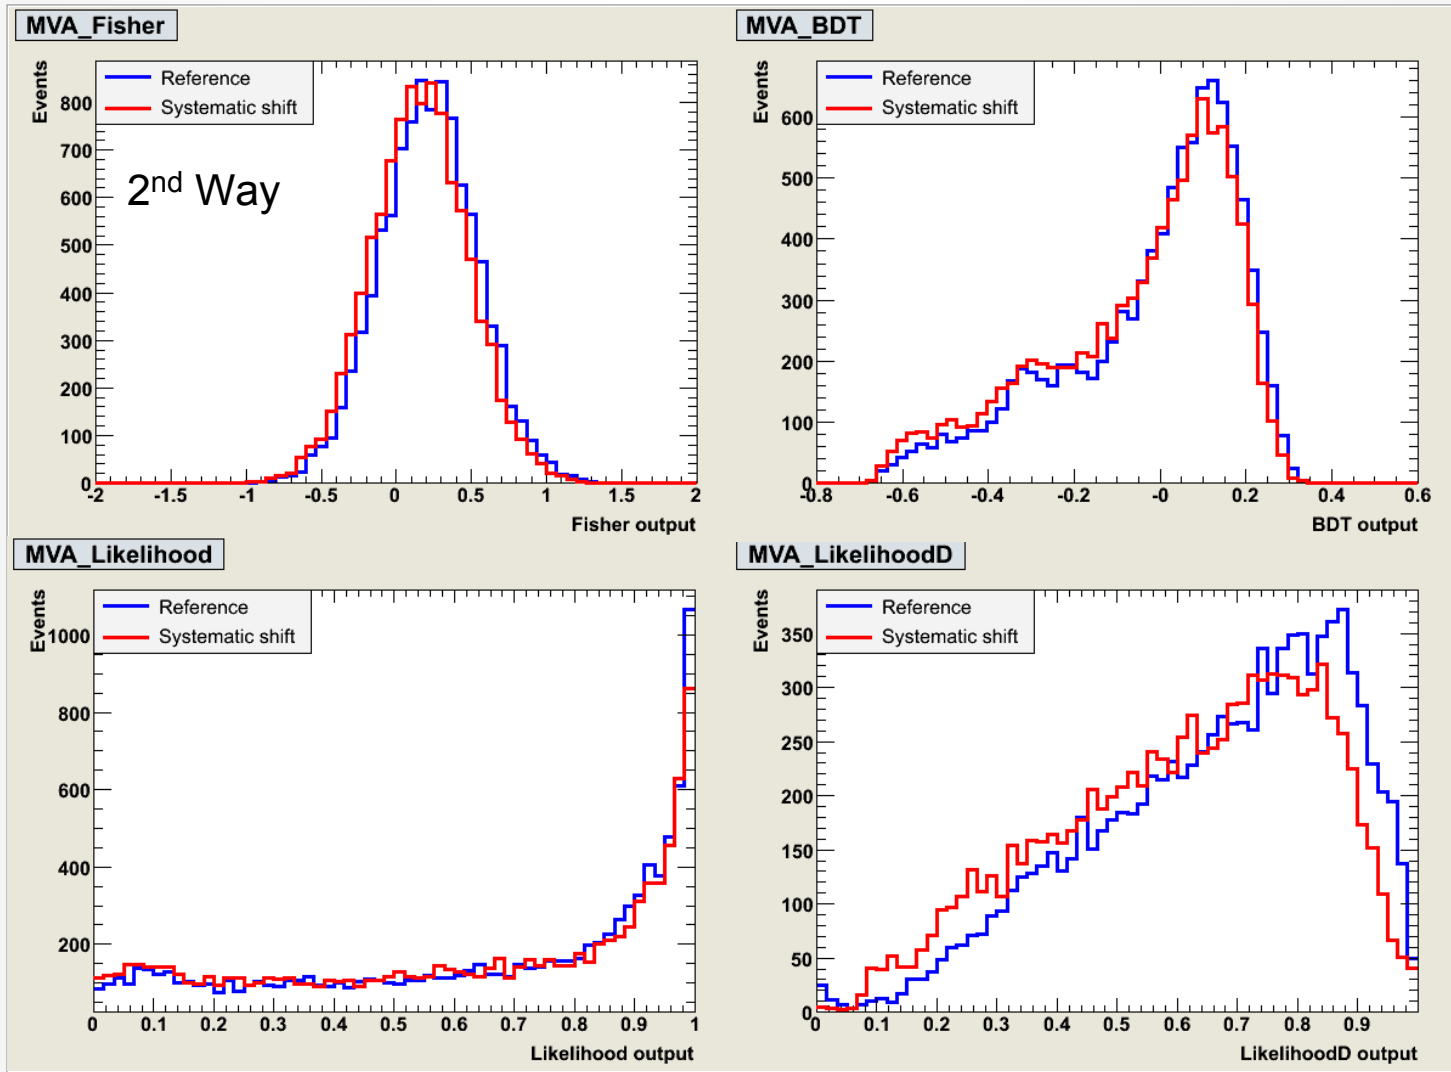 MVA_Fisher
Events
Reference
Systematic shift
2nd Way
800
700
600
500
400
300
200
100
0
-2 -1.5 -1 -0.5 0 0.5 1 1.5 2
Fisher output
MVA_BDT
Events
Reference
Systematic shift
600
500
400
300
200
100
0
-0.8 -0.6 -0.4 -0.2 -0 0.2 0.4 0.6
BDT output
MVA_Likelihood
Events
Reference
Systematic shift
1000
800
600
400
200
0 0.1 0.2 0.3 0.4 0.5 0.6 0.7 0.8 0.9 1
Likelihood output
MVA_LikelihoodD
Events
Reference
Systematic shift
350
300
250
200
150
100
50
0
0 0.1 0.2 0.3 0.4 0.5 0.6 0.7 0.8 0.9
LikelihoodD output